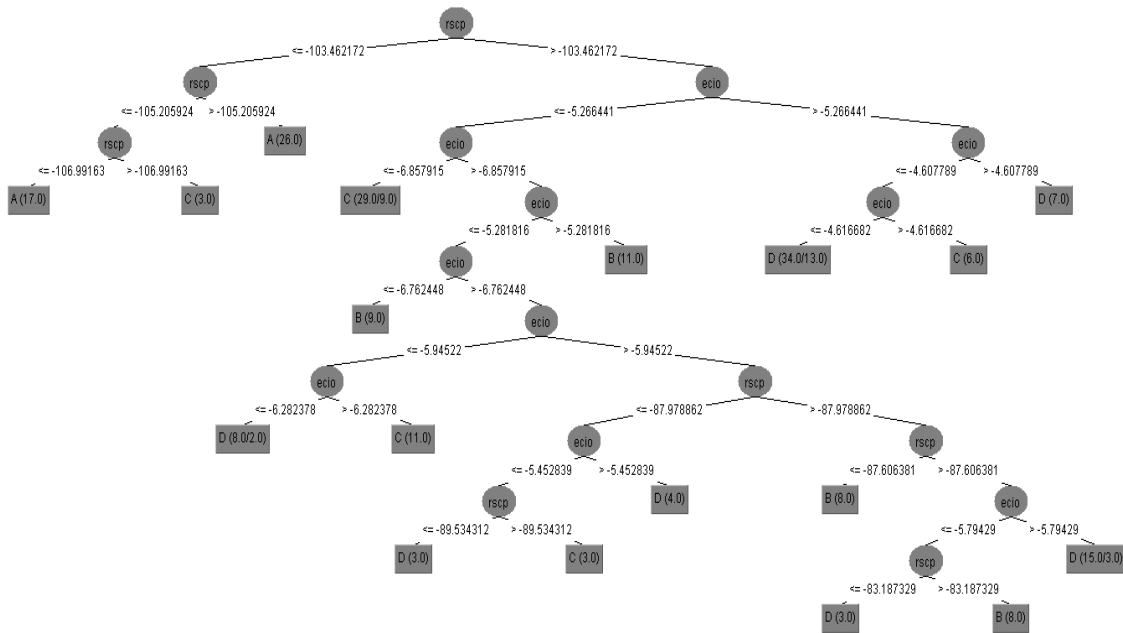 rscp
<= -103.462172 > -103.462172
rscp ecio
<= -105.205924 > -105.205924 <= -5.266441 > -5.266441
rscp A (26.0) ecio ecio
<= -106.99163 > -106.99163 <= -6.857915 > -6.857915 <= -4.607789 > -4.607789
A (17.0) C (3.0) C (29.0/9.0) ecio ecio D (7.0)
<= -5.281816 > -5.281816 <= -4.616682 > -4.616682
ecio B (11.0) D (34.0/13.0) C (6.0)
<= -6.762448 > -6.762448
B (9.0) ecio
<= -5.94522 > -5.94522
ecio rscp
<= -6.282378 > -6.282378 <= -87.978862 > -87.978862
D (8.0/2.0) C (11.0) ecio rscp
<= -5.452839 > -5.452839 <= -87.606381 > -87.606381
rscp D (4.0) B (8.0) ecio
<= -89.534312 > -89.534312 <= -5.79429 > -5.79429
D (3.0) C (3.0) rscp D (15.0/3.0)
<= -83.187329 > -83.187329
D (3.0) B (8.0)